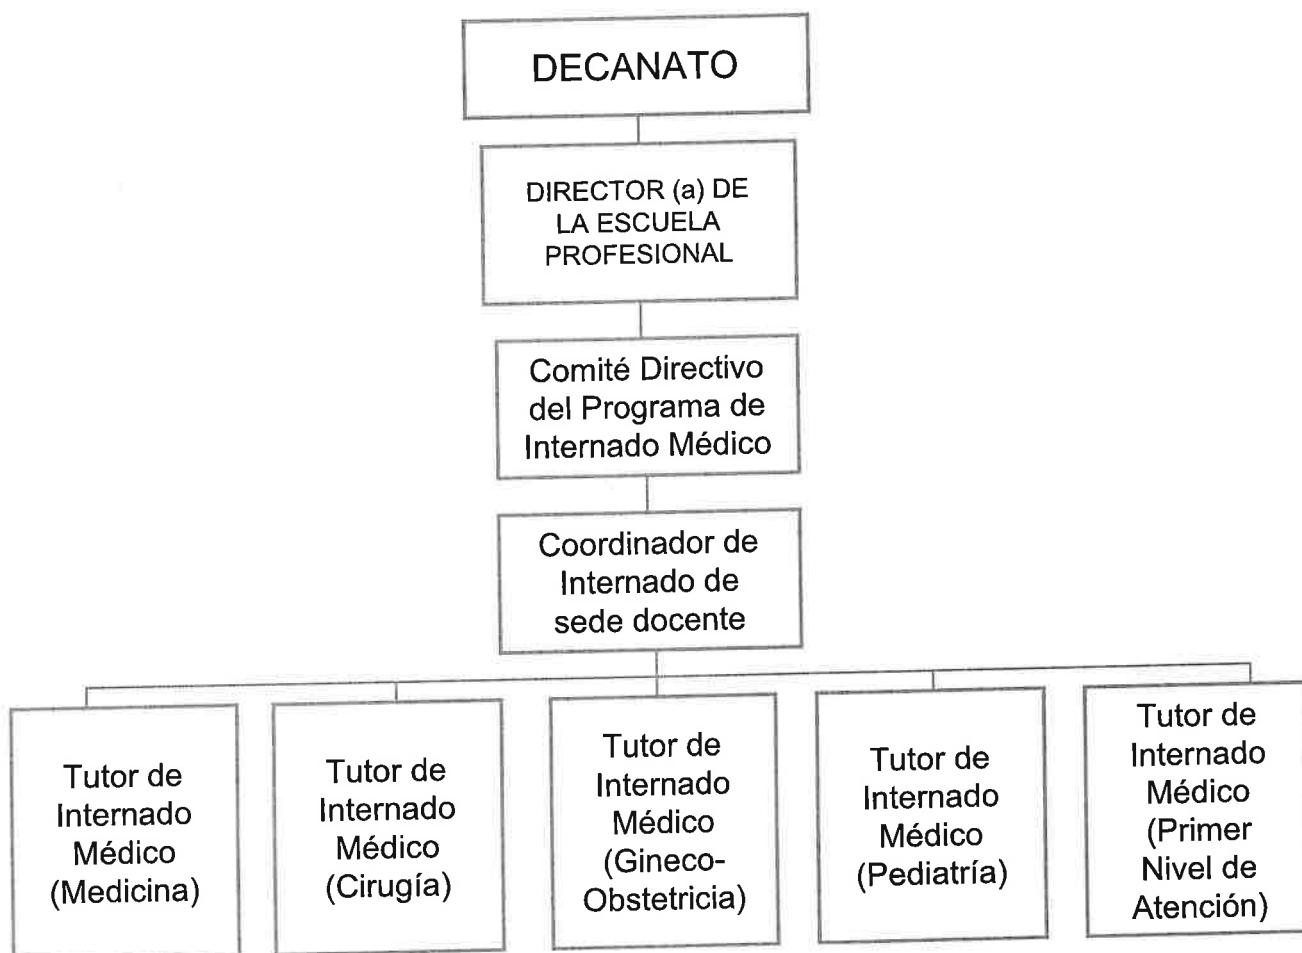 DECANATO
DIRECTOR (a) DE
LA ESCUELA
PROFESIONAL
Comité Directivo
del Programa de
Internado Médico
Coordinador de
Internado de
sede docente
Tutor de
Internado
Médico
(Medicina)
Tutor de
Internado
Médico
(Cirugía)
Tutor de
Internado
Médico
(Gineco-
Obstetricia)
Tutor de
Internado
Médico
(Pediatría)
Tutor de
Internado
Médico
(Primer
Nivel de
Atención)